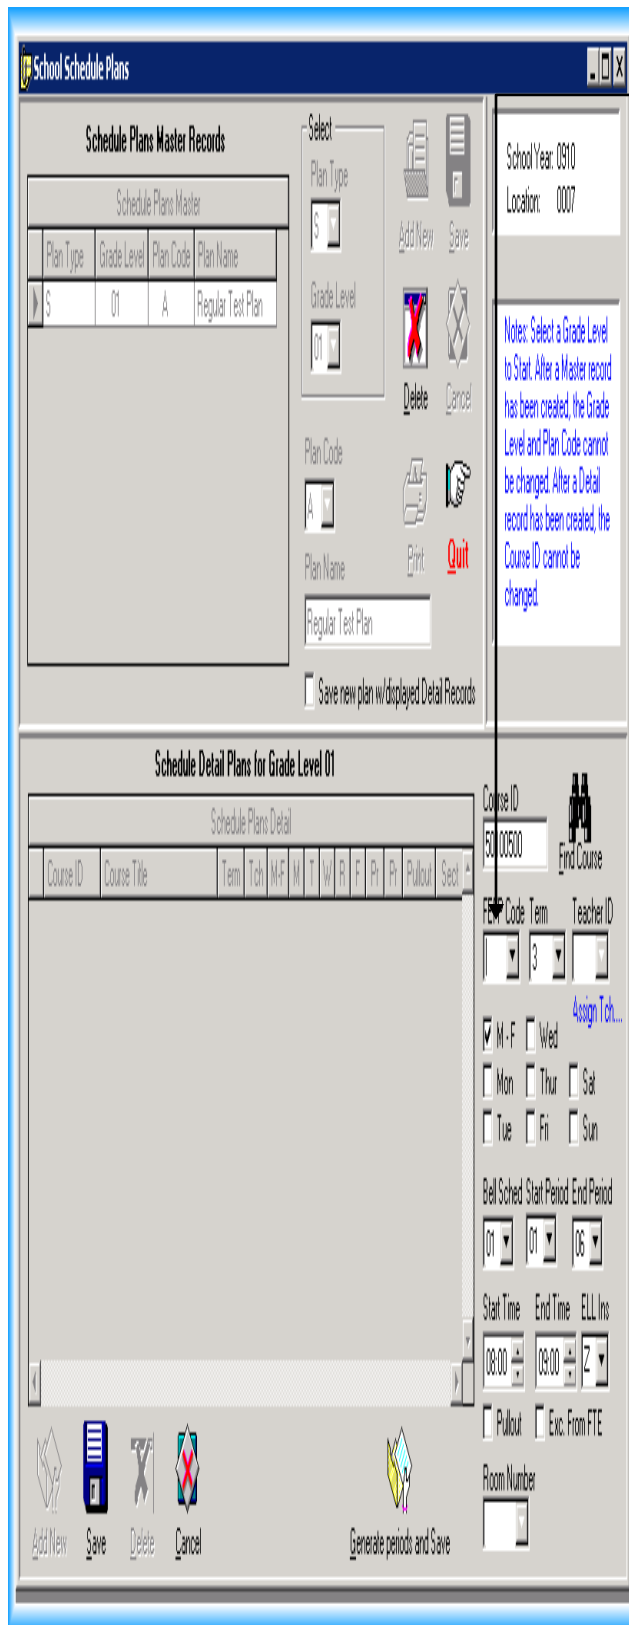 School Schedule Plans
Schedule Plans Master Records
Schedule Plans Master
Plan Type Grade Level Plan Code Plan Name
S 01 A Regular Test Plan
Select
Plan Type
S
Grade Level
01
Plan Code
A
Plan Name
Regular Test Plan
Save new plan w/displayed Detail Records
Add New Save
Delete Cancel
Print Quit
School Year: 0910
Location: 0007
Notes: Select a Grade Level
to Start. After a Master record
has been created, the Grade
Level and Plan Code cannot
be changed. After a Detail
record has been created, the
Course ID cannot be
changed.
Schedule Detail Plans for Grade Level 01
Schedule Plans Detail
Course ID Course Title Term Tch M-F M T W R F Pr Pr Pullout Sect
Add New Save Delete Cancel Generate periods and Save
Course ID
Find Course
Code Term Teacher ID
3
Assign Tch....
M - F Wed
Mon Thur Sat
Tue Fri Sun
Bell Sched Start Period End Period
01 01 06
Start Time End Time ELL Ins
08:00 09:00 Z
Pullout Exc. From FTE
Room Number